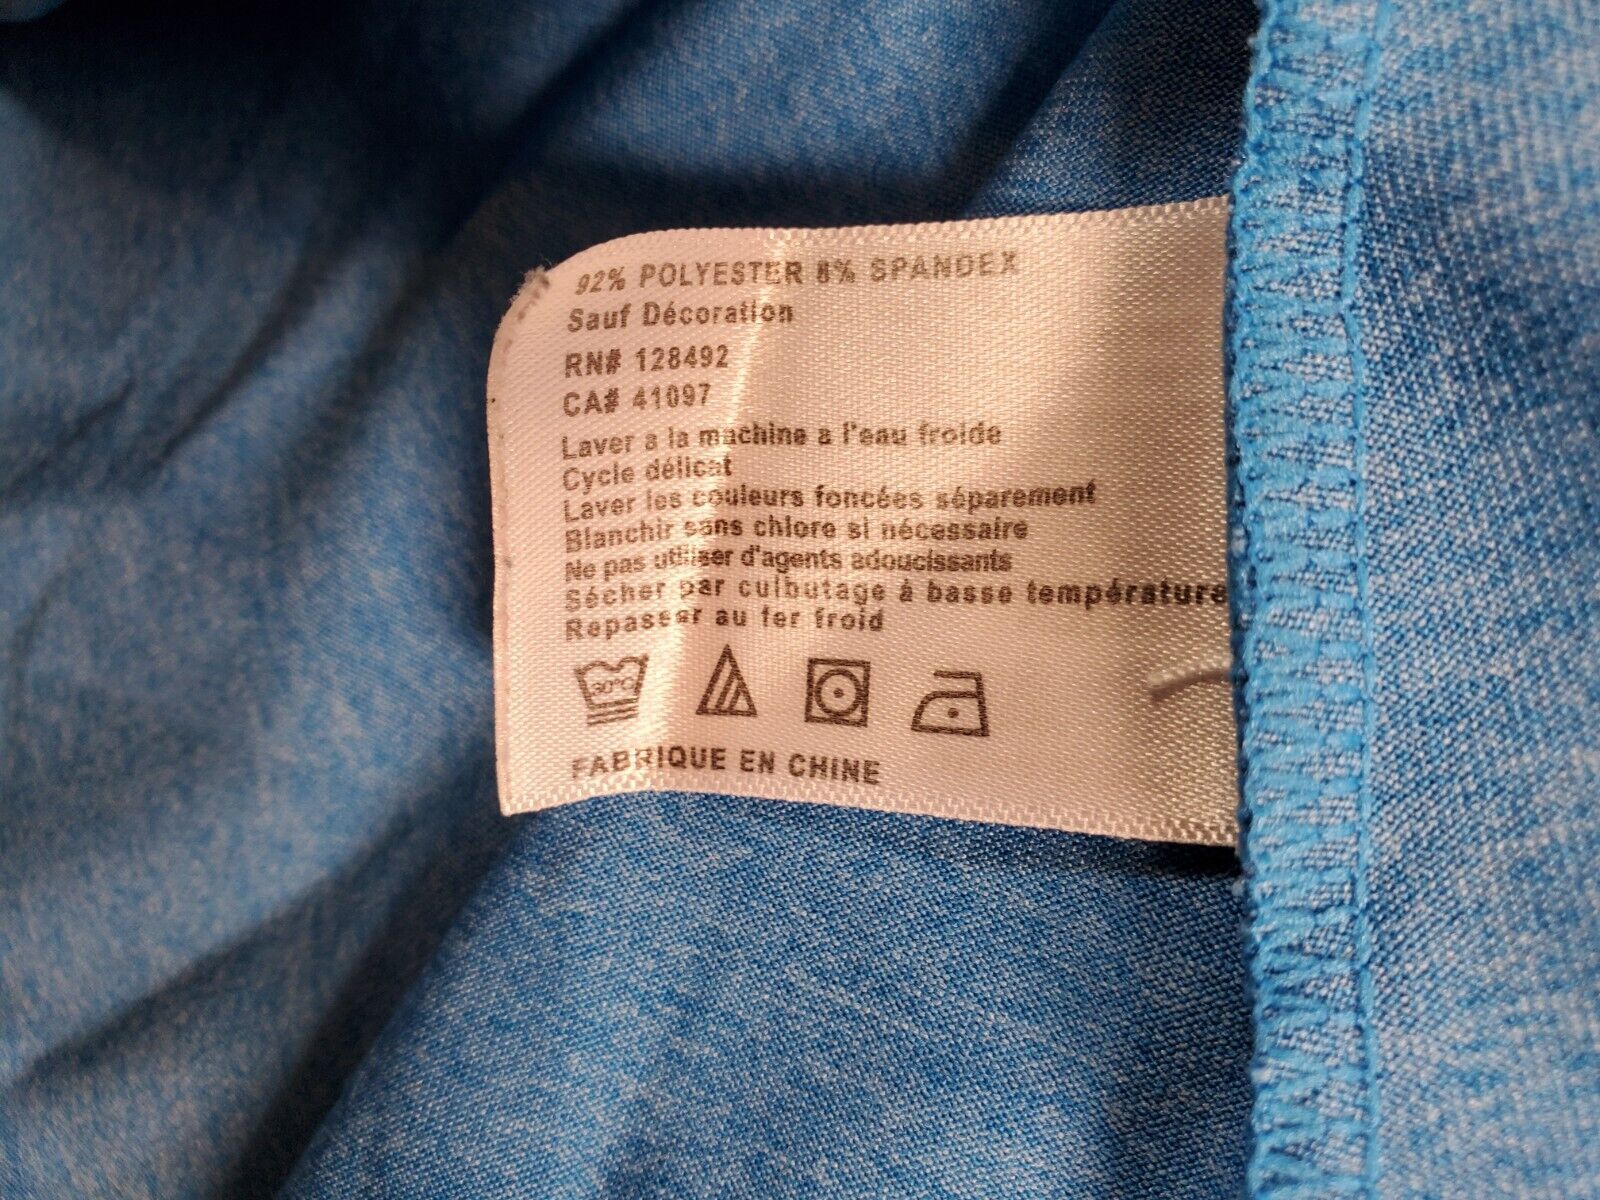 92% POLYESTER 8% SPANDEX
Sauf Décoration
RN# 128492
CA# 41097
Laver a la machine a l'eau froide
Cycle délicat
Laver les couleurs foncées séparement
Blanchir sans chlore si nécessaire
Ne pas utiliser d'agents adoucissants
Sécher par culbutage à basse température
Repasser au fer froid
30°C
FABRIQUE EN CHINE